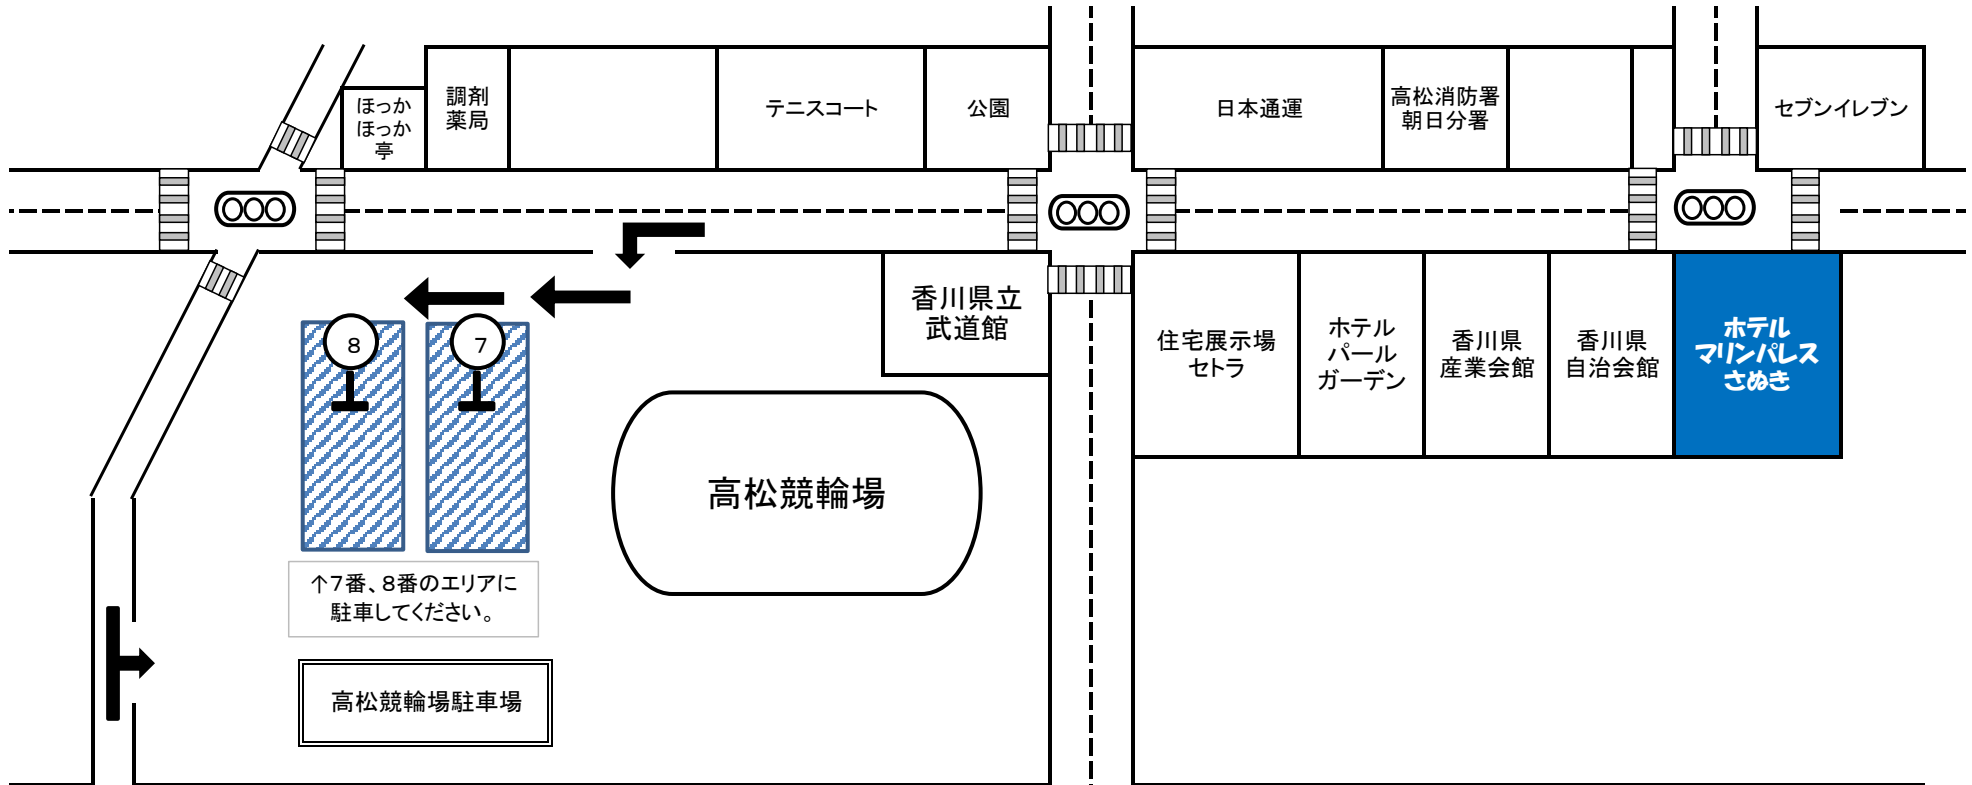 ほっか
ほっか
亭
調剤
薬局
テニスコート
公園
日本通運
高松消防署
朝日分署
セブンイレブン
香川県立
武道館
住宅展示場
セトラ
ホテル
パール
ガーデン
香川県
産業会館
香川県
自治会館
ホテル
マリンパレス
さぬき
8
7
高松競輪場
↑7番、8番のエリアに
駐車してください。
高松競輪場駐車場